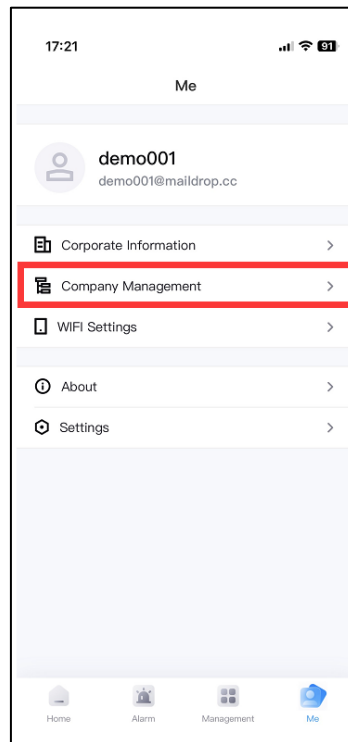 17:21
91
Me
demo001
demo001@maildrop.cc
Corporate Information
Company Management
WIFI Settings
About
Settings
Home
Alarm
Management
Me